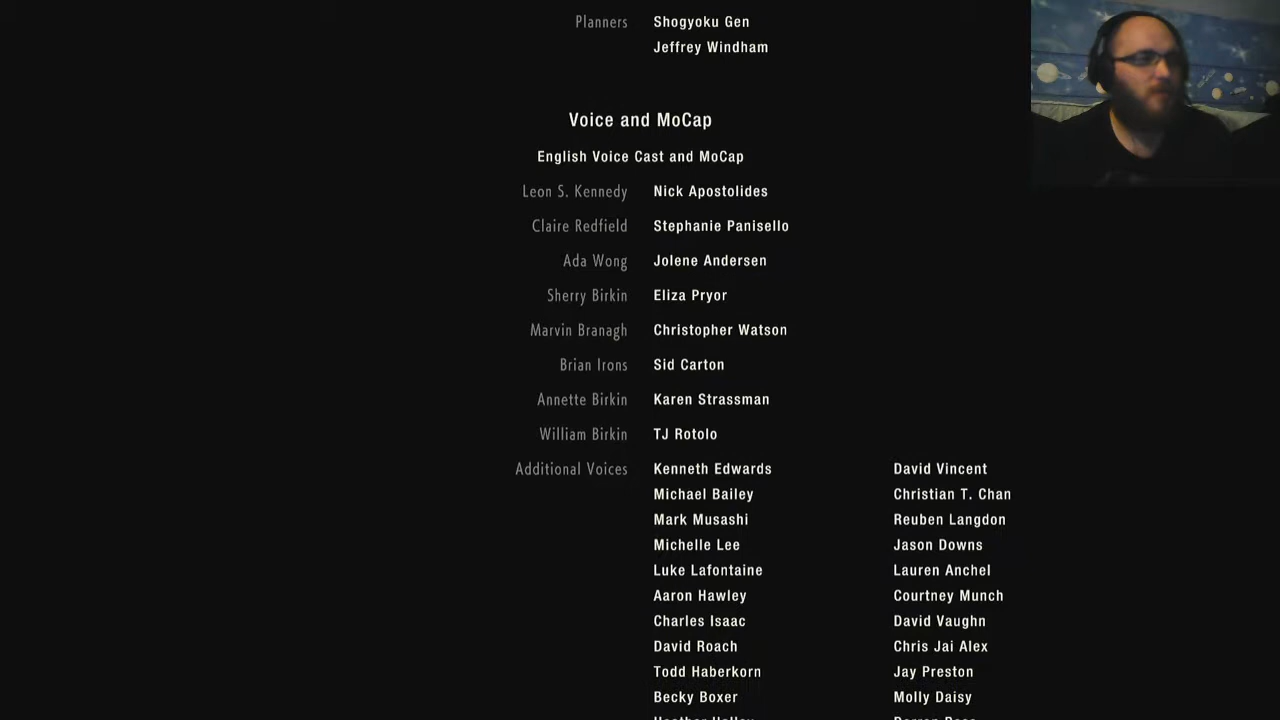 Planners Shogyoku Gen
Jeffrey Windham
Voice and MoCap
English Voice Cast and MoCap
Leon S. Kennedy Nick Apostolides
Claire Redfield Stephanie Panisello
Ada Wong Jolene Andersen
Sherry Birkin Eliza Pryor
Marvin Branagh Christopher Watson
Brian Irons Sid Carton
Annette Birkin Karen Strassman
William Birkin TJ Rotolo
Additional Voices Kenneth Edwards David Vincent
Michael Bailey Christian T. Chan
Mark Musashi Reuben Langdon
Michelle Lee Jason Downs
Luke Lafontaine Lauren Anchel
Aaron Hawley Courtney Munch
Charles Isaac David Vaughn
David Roach Chris Jai Alex
Todd Haberkorn Jay Preston
Becky Boxer Molly Daisy